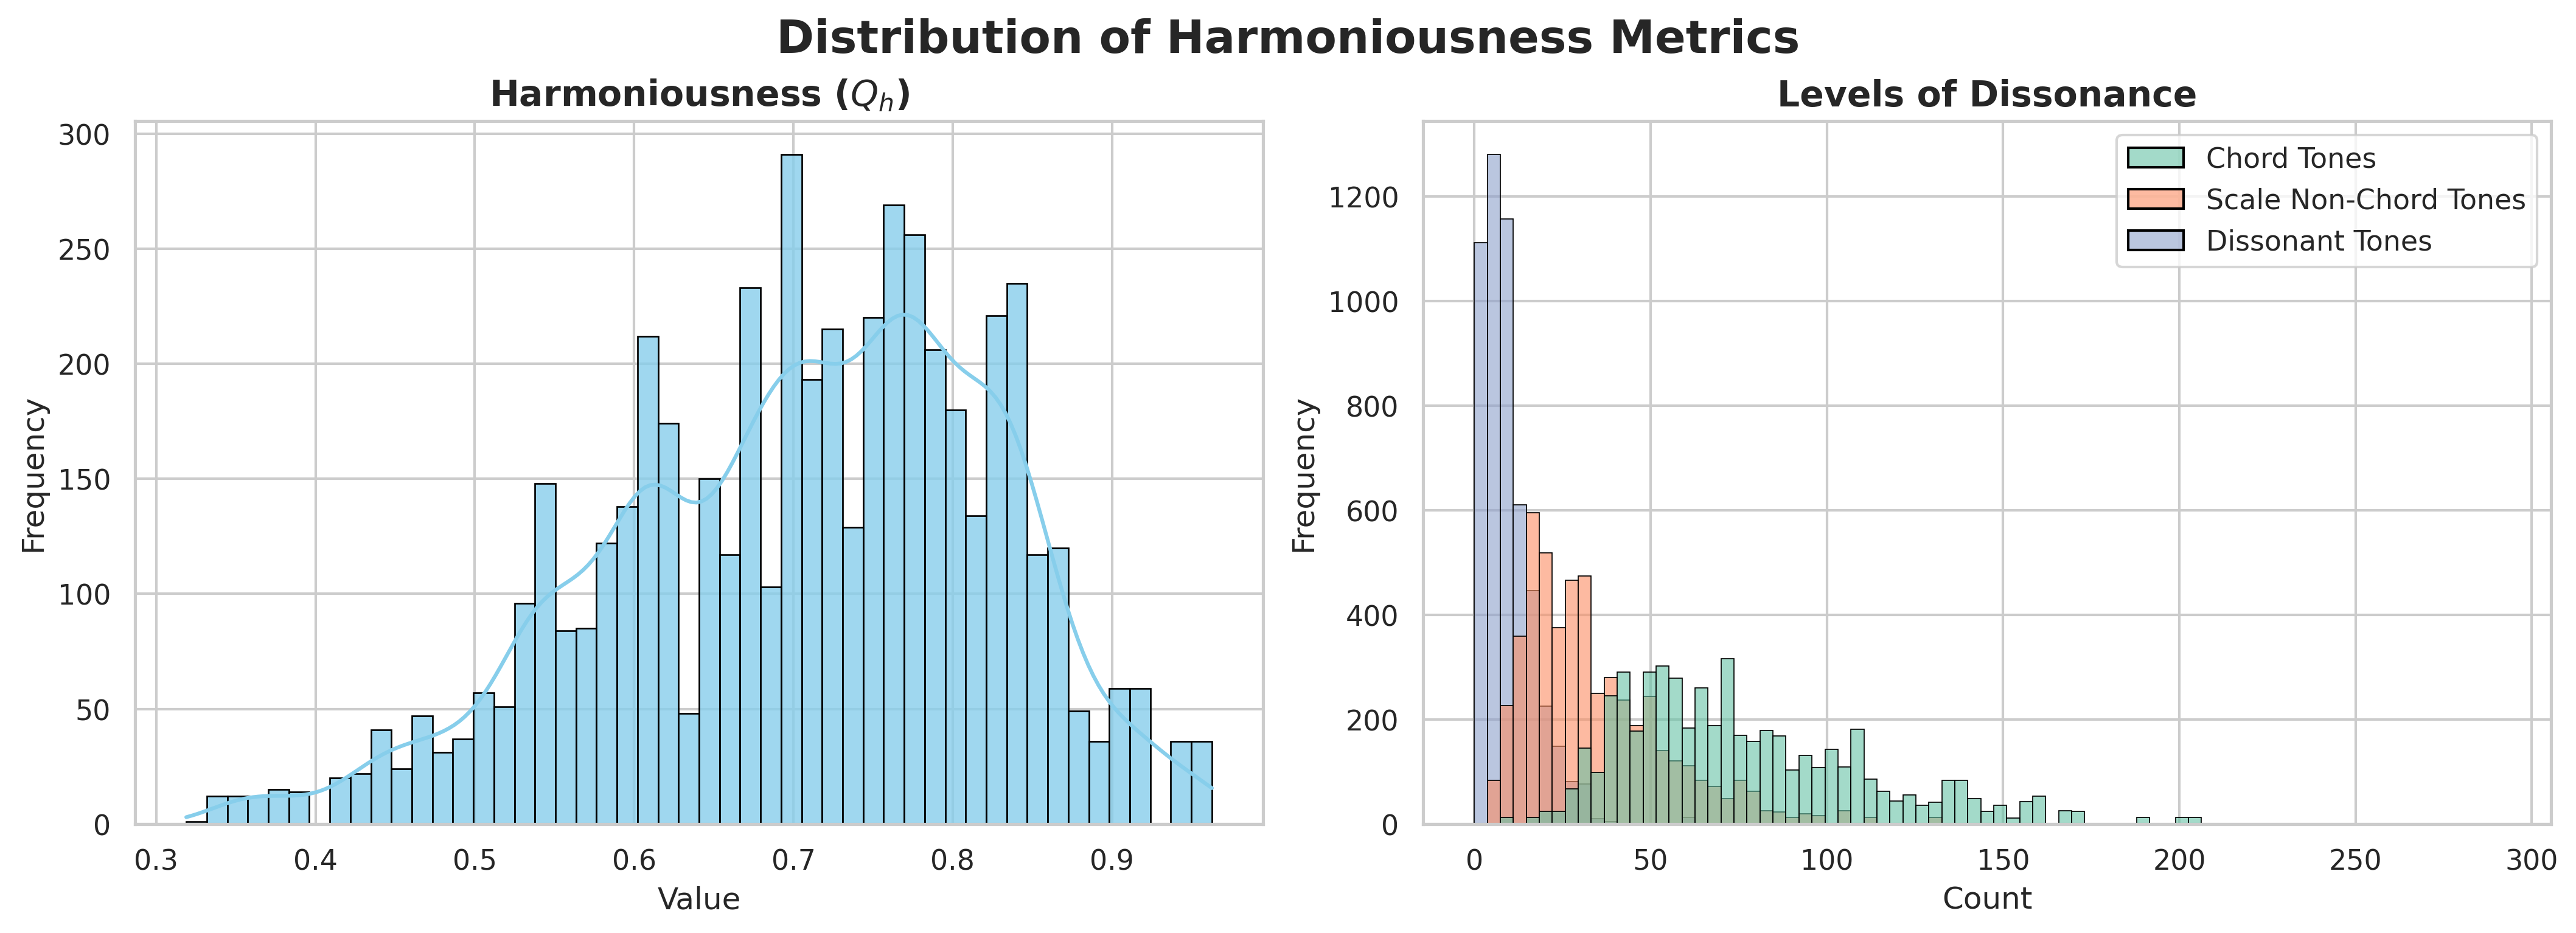 Distribution of Harmoniousness Metrics
Harmoniousness (Qh)
Frequency
300
250
200
150
100
50
0
0.3 0.4 0.5 0.6 0.7 0.8 0.9
Value
Levels of Dissonance
Frequency
1200
1000
800
600
400
200
0
0 50 100 150 200 250 300
Count
Chord Tones
Scale Non-Chord Tones
Dissonant Tones